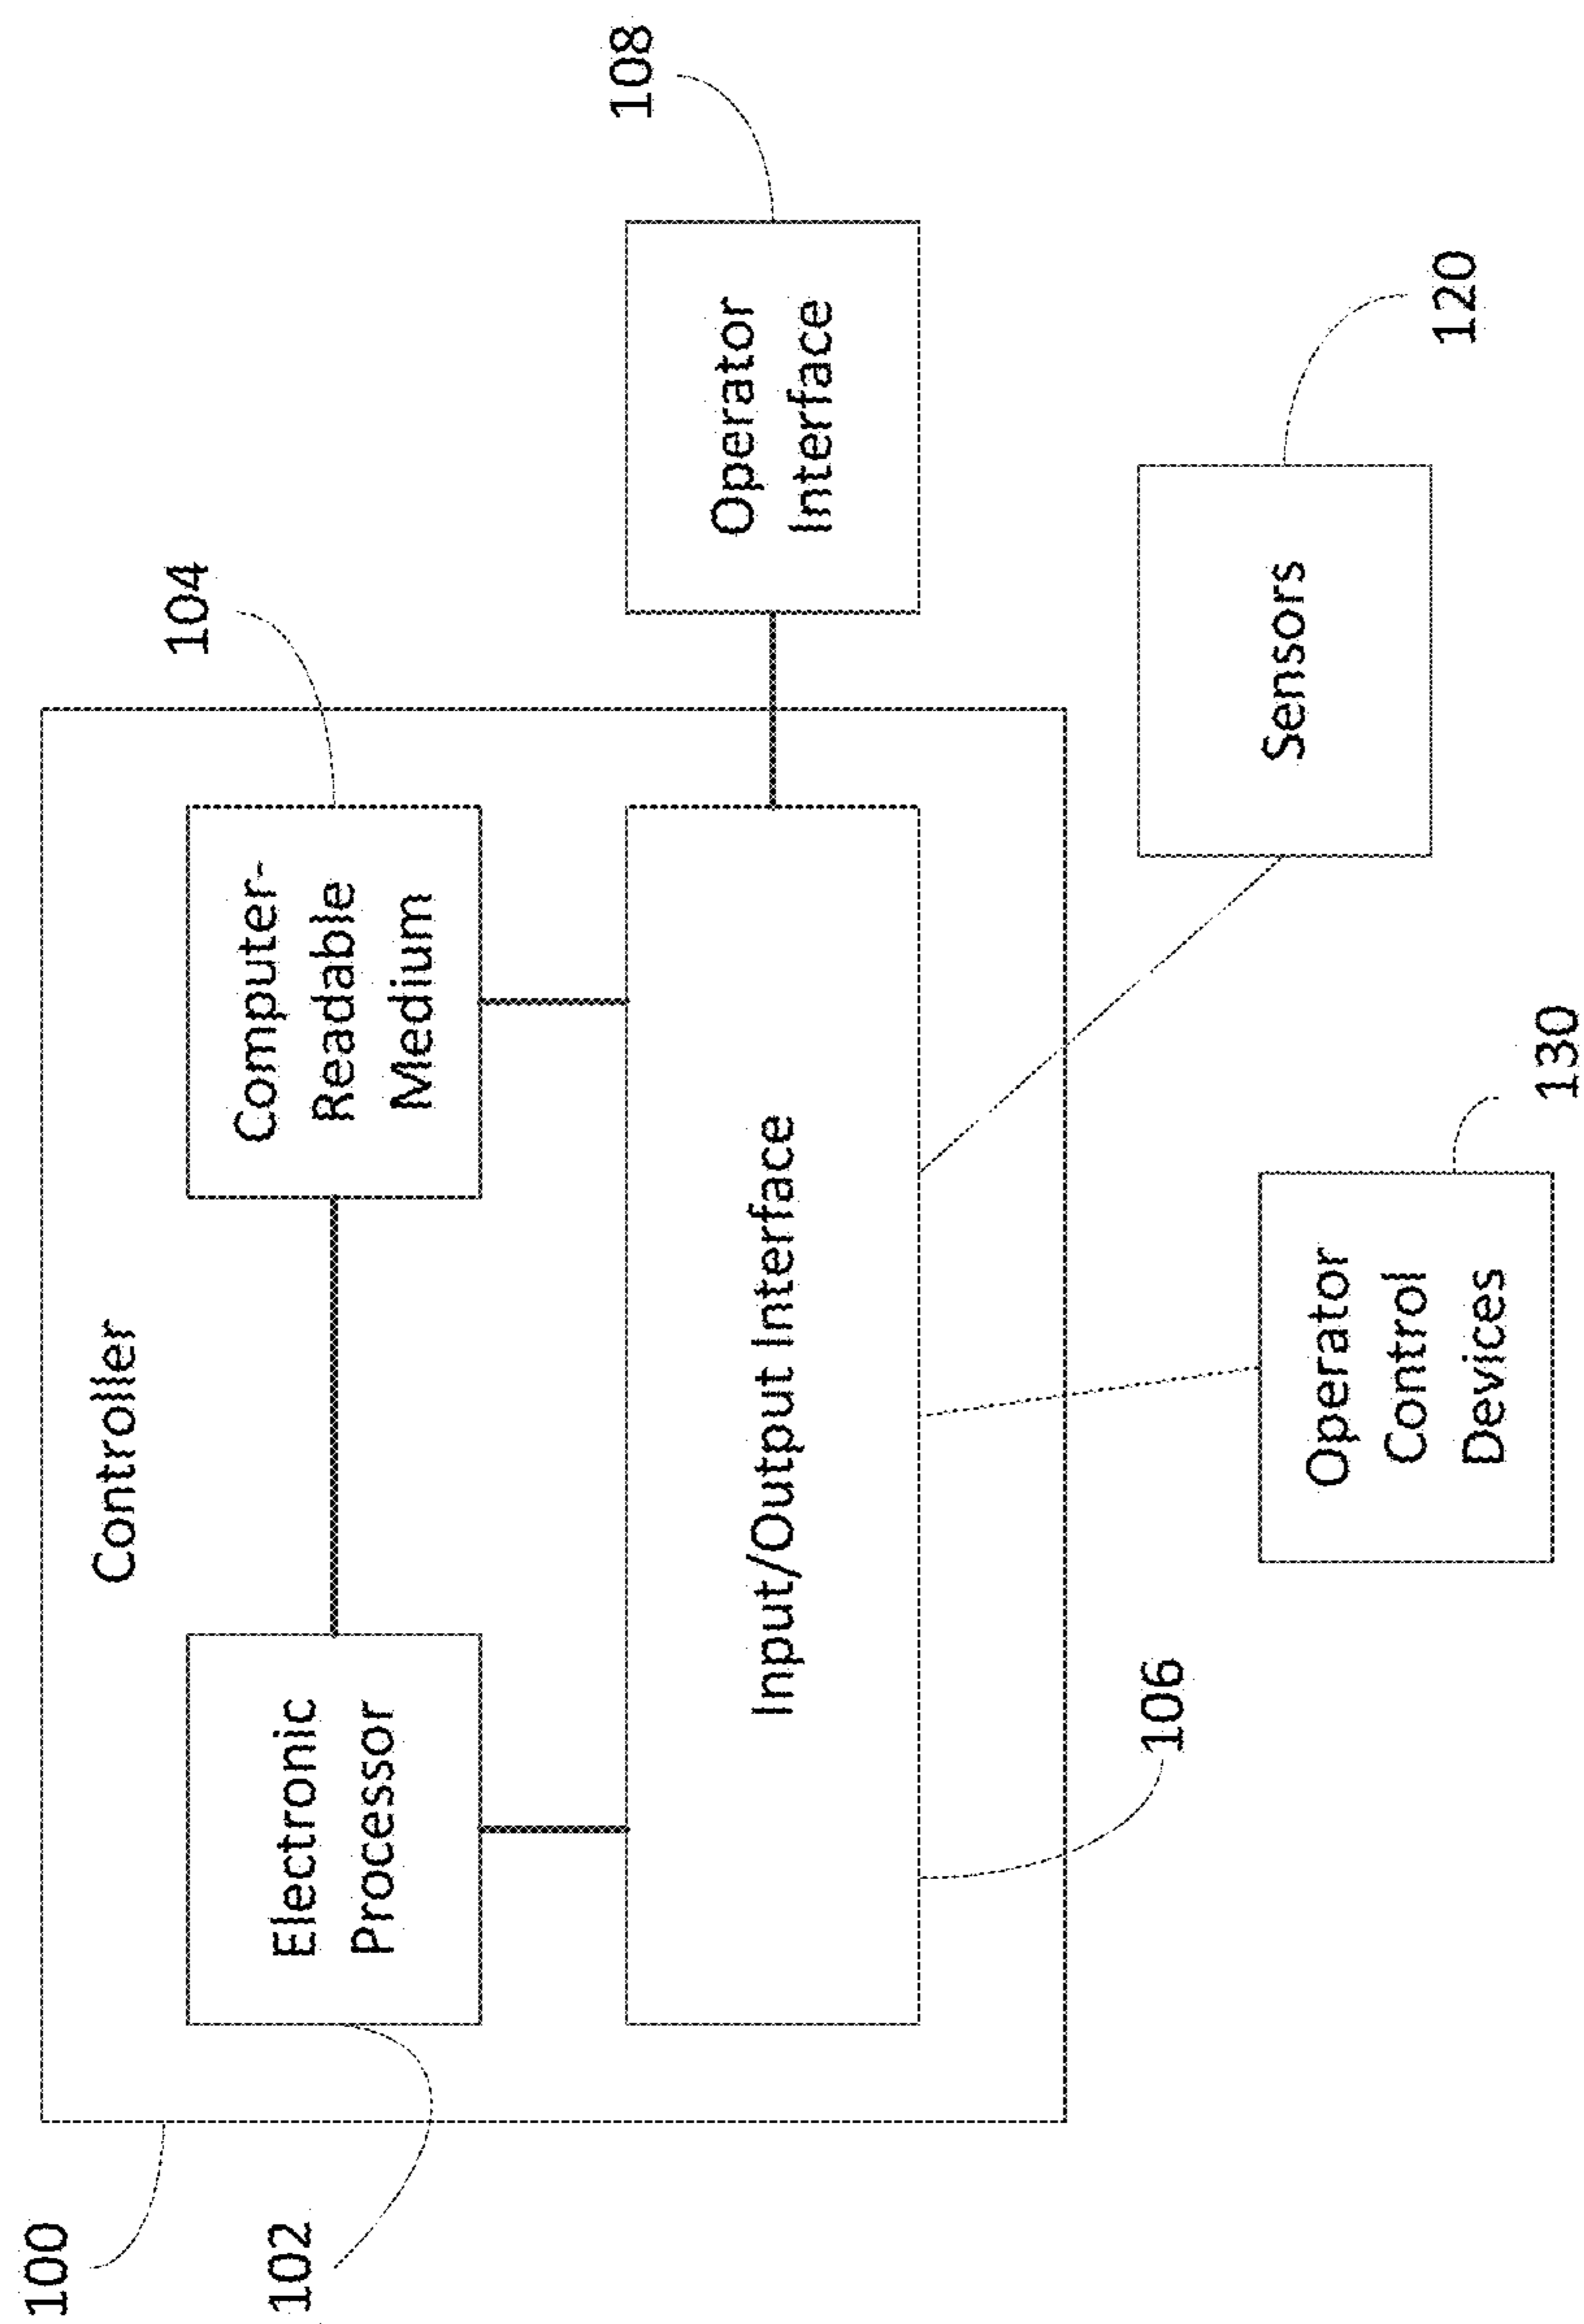 100
Controller
102
Electronic
Processor
104
Computer-
Readable
Medium
Input/Output Interface
106
108
Operator
Interface
Sensors
120
Operator
Control
Devices
130